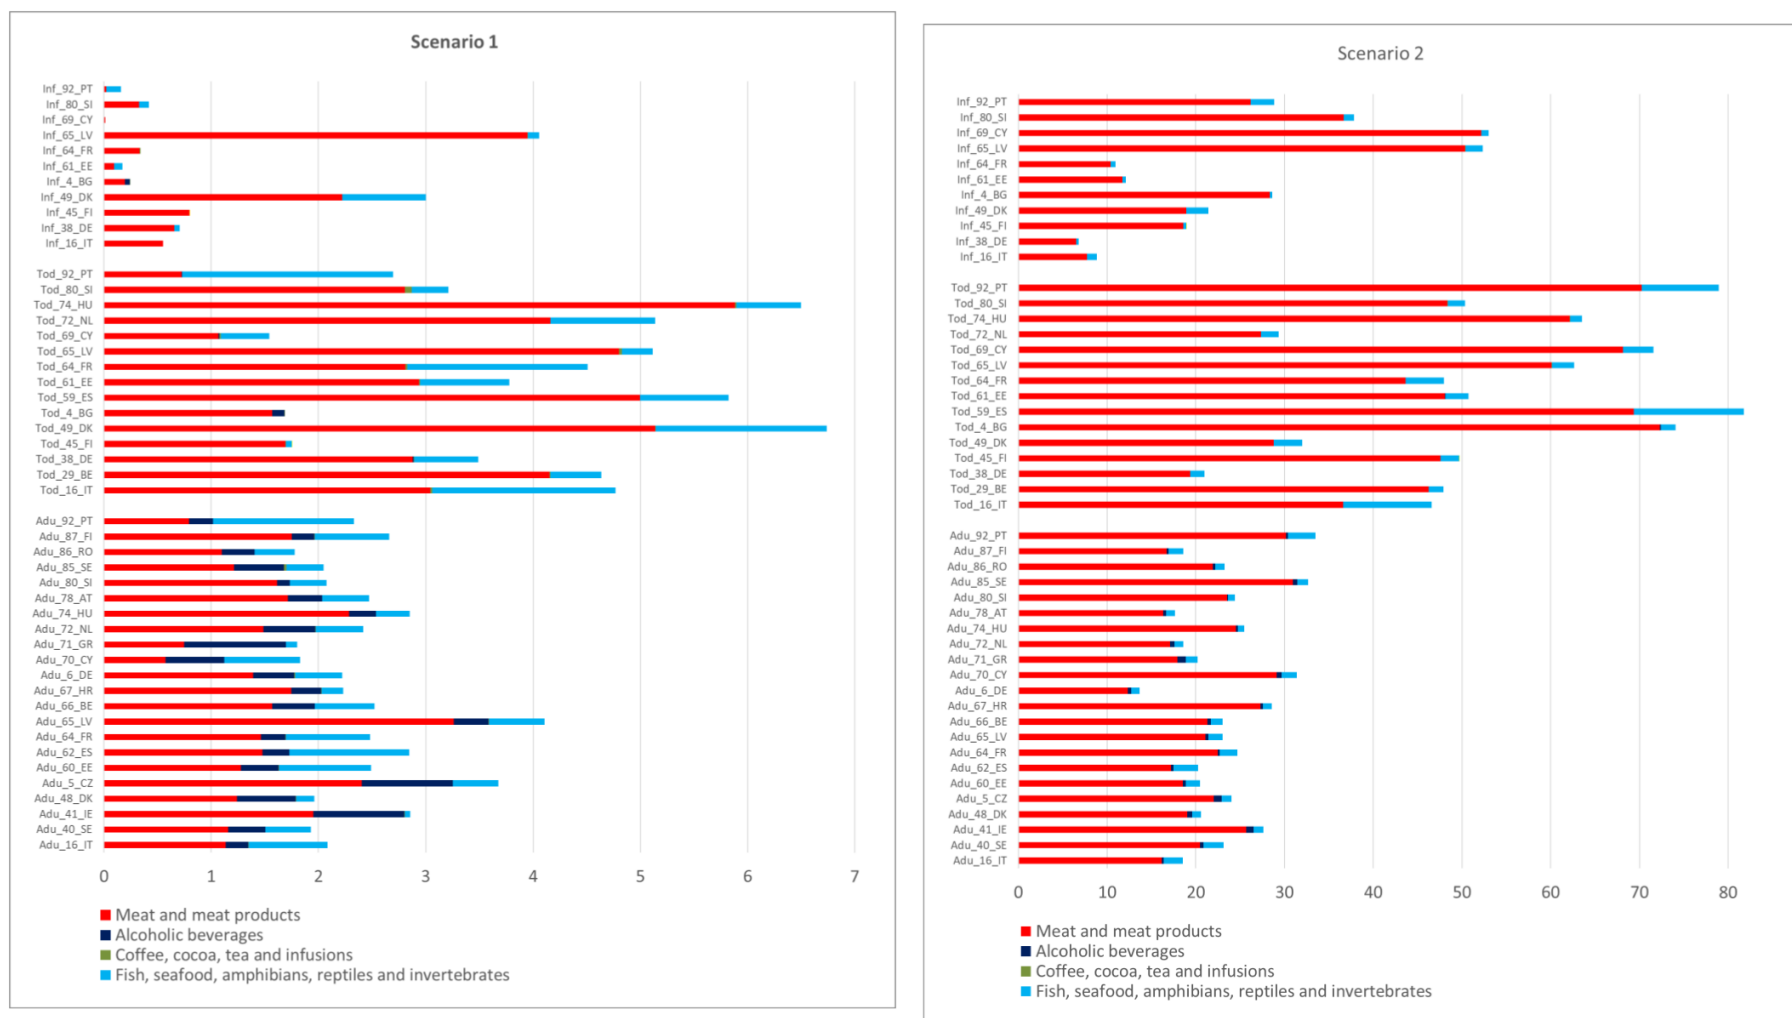 Scenario 1
Inf_92_PT
Inf_80_SI
Inf_69_CY
Inf_65_LV
Inf_64_FR
Inf_61_EE
Inf_4_BG
Inf_49_DK
Inf_45_FI
Inf_38_DE
Inf_16_IT
Tod_92_PT
Tod_80_SI
Tod_74_HU
Tod_72_NL
Tod_69_CY
Tod_65_LV
Tod_64_FR
Tod_61_EE
Tod_59_ES
Tod_4_BG
Tod_49_DK
Tod_45_FI
Tod_38_DE
Tod_29_BE
Tod_16_IT
Adu_92_PT
Adu_87_FI
Adu_86_RO
Adu_85_SE
Adu_80_SI
Adu_78_AT
Adu_74_HU
Adu_72_NL
Adu_71_GR
Adu_70_CY
Adu_6_DE
Adu_67_HR
Adu_66_BE
Adu_65_LV
Adu_64_FR
Adu_62_ES
Adu_60_EE
Adu_5_CZ
Adu_48_DK
Adu_41_IE
Adu_40_SE
Adu_16_IT
0 1 2 3 4 5 6 7
Meat and meat products
Alcoholic beverages
Coffee, cocoa, tea and infusions
Fish, seafood, amphibians, reptiles and invertebrates
Scenario 2
Inf_92_PT
Inf_80_SI
Inf_69_CY
Inf_65_LV
Inf_64_FR
Inf_61_EE
Inf_4_BG
Inf_49_DK
Inf_45_FI
Inf_38_DE
Inf_16_IT
Tod_92_PT
Tod_80_SI
Tod_74_HU
Tod_72_NL
Tod_69_CY
Tod_65_LV
Tod_64_FR
Tod_61_EE
Tod_59_ES
Tod_4_BG
Tod_49_DK
Tod_45_FI
Tod_38_DE
Tod_29_BE
Tod_16_IT
Adu_92_PT
Adu_87_FI
Adu_86_RO
Adu_85_SE
Adu_80_SI
Adu_78_AT
Adu_74_HU
Adu_72_NL
Adu_71_GR
Adu_70_CY
Adu_6_DE
Adu_67_HR
Adu_66_BE
Adu_65_LV
Adu_64_FR
Adu_62_ES
Adu_60_EE
Adu_5_CZ
Adu_48_DK
Adu_41_IE
Adu_40_SE
Adu_16_IT
0 10 20 30 40 50 60 70 80
Meat and meat products
Alcoholic beverages
Coffee, cocoa, tea and infusions
Fish, seafood, amphibians, reptiles and invertebrates